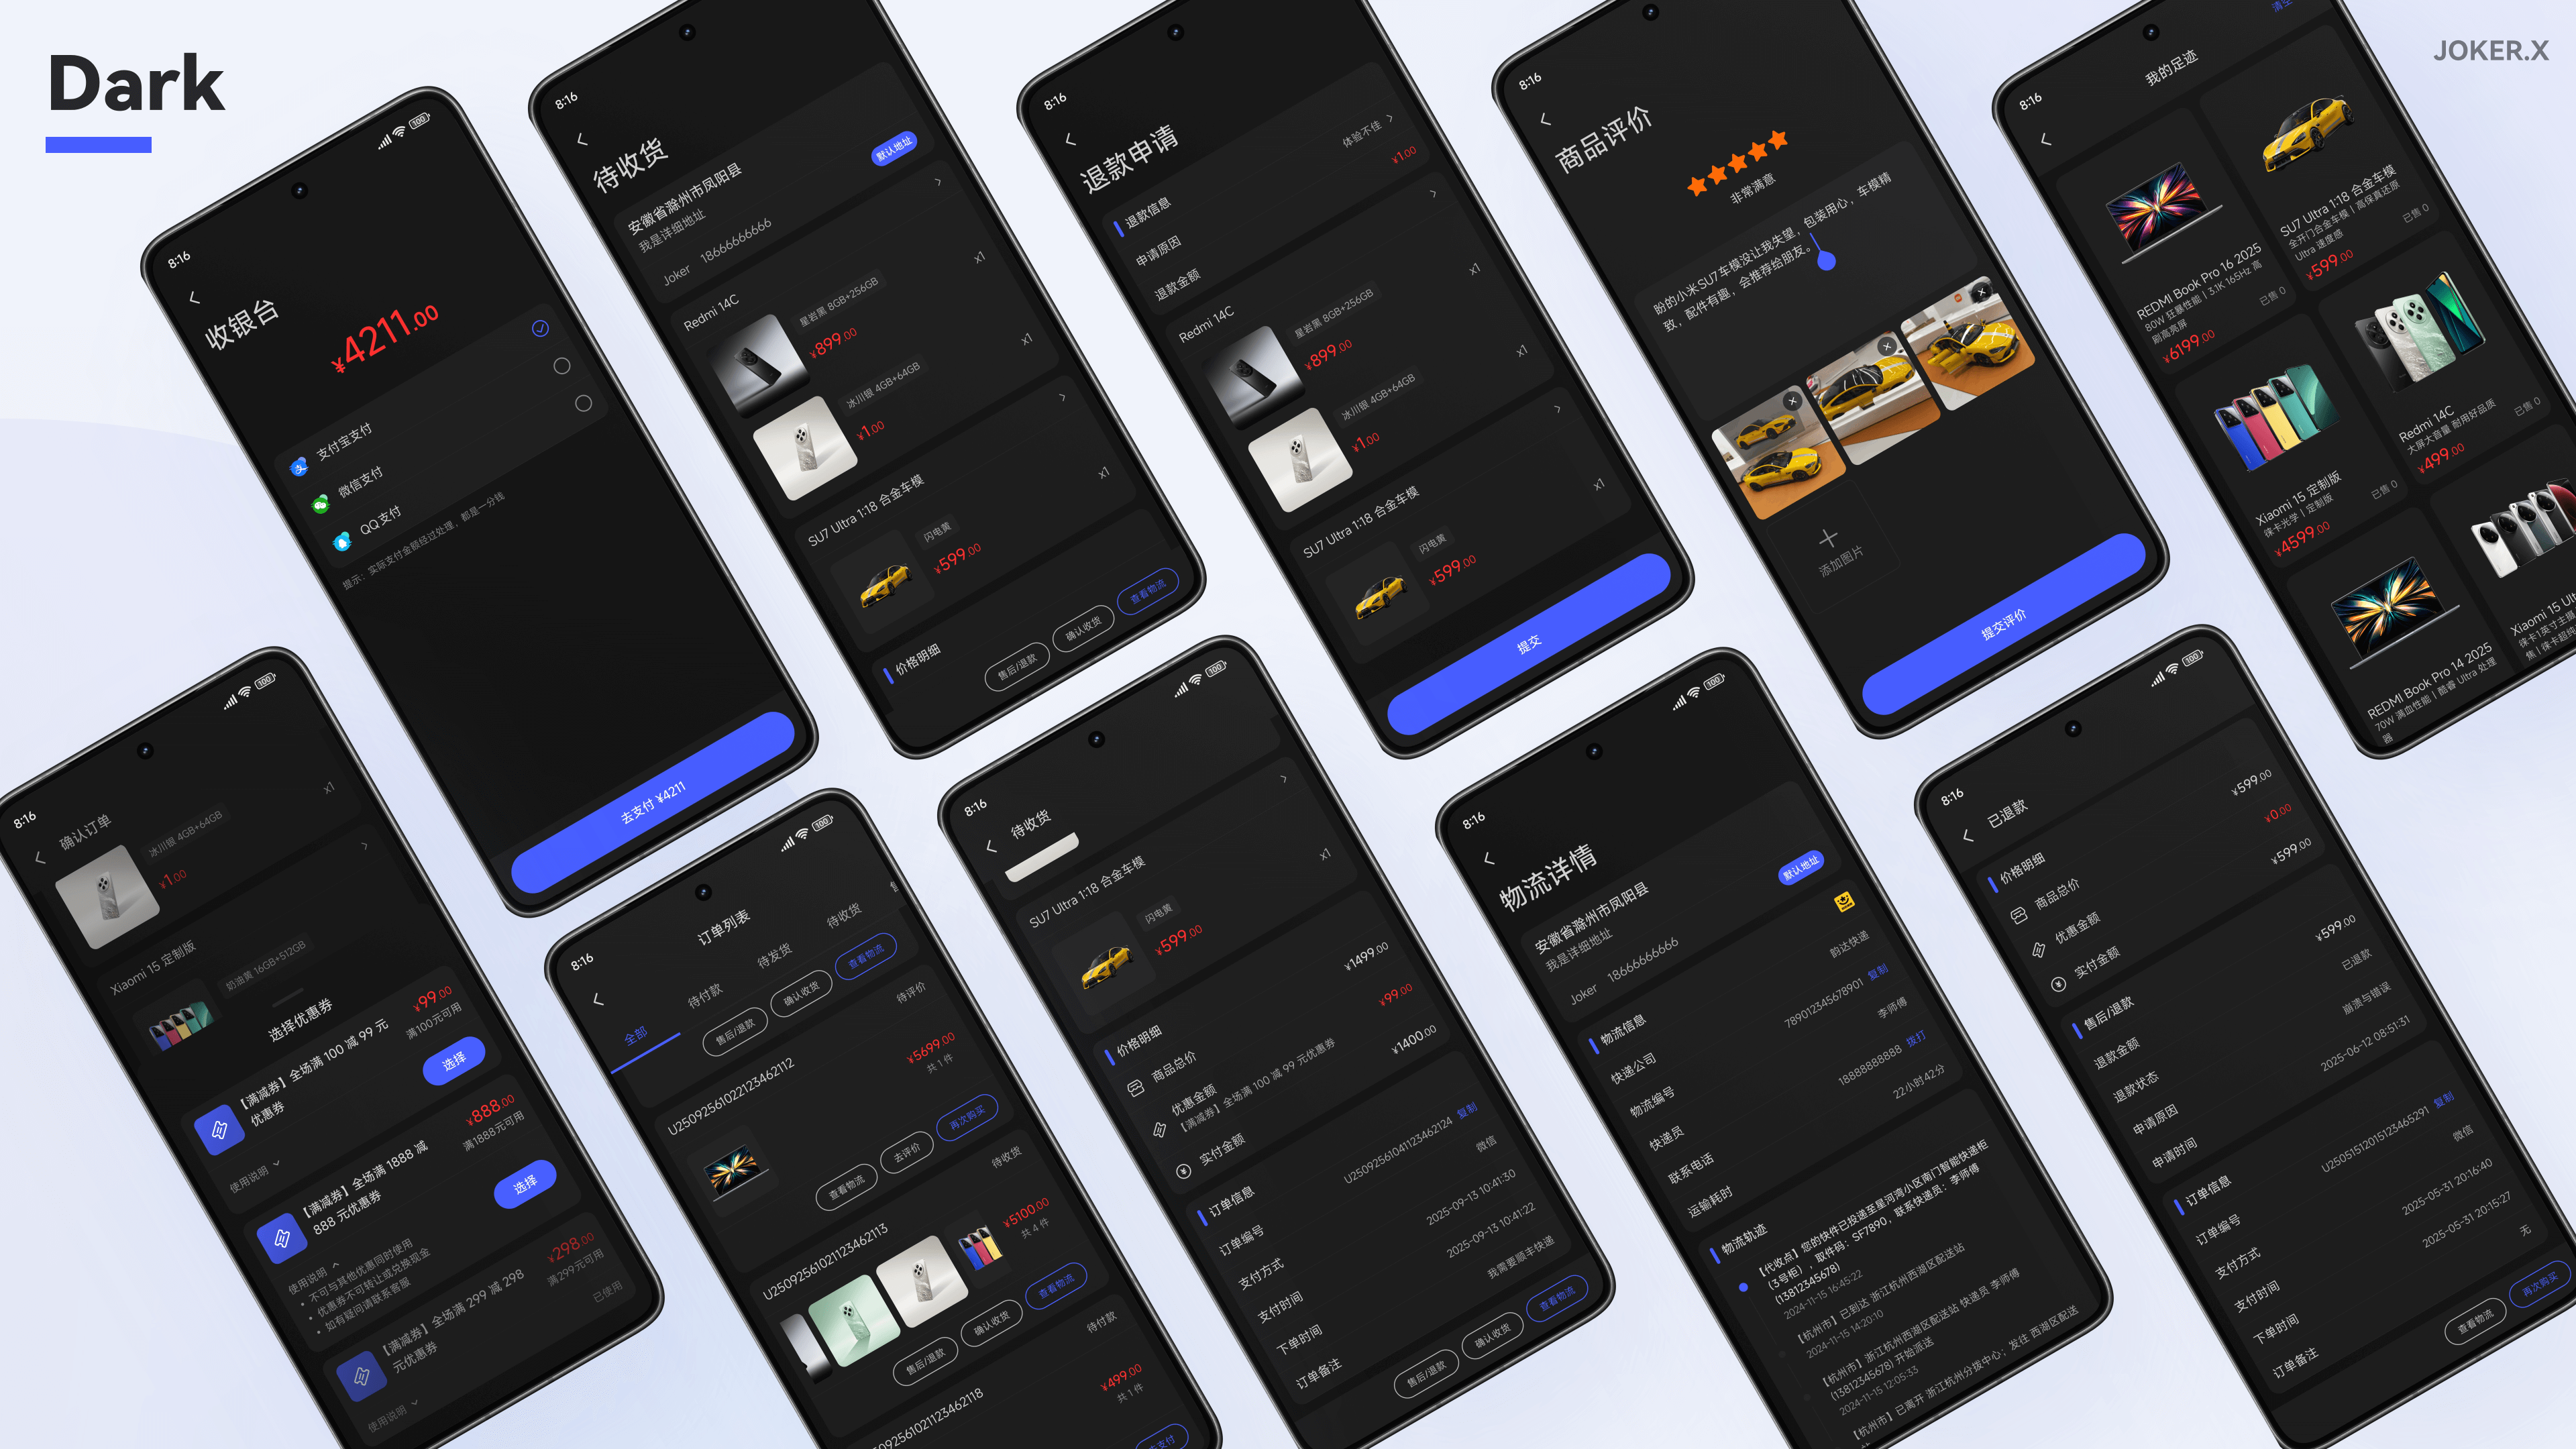 Dark
JOKER.X
8:16
100
收银台
¥4211.00
支付宝支付
微信支付
QQ支付
提示：实际支付金额经过处理，都是一分钱
去支付 ¥4211
8:16
待收货
安徽省滁州市凤阳县
默认地址
我是详细地址
Joker 18666666666
Redmi 14C
星岩黑 8GB+256GB
x1
¥899.00
冰川银 4GB+64GB
x1
¥1.00
SU7 Ultra 1:18 合金车模
闪电黄
x1
¥599.00
价格明细
售后/退款
确认收货
查看物流
8:16
退款申请
退款信息
申请原因
体验不佳
退款金额
¥1.00
Redmi 14C
星岩黑 8GB+256GB
x1
¥899.00
冰川银 4GB+64GB
x1
¥1.00
SU7 Ultra 1:18 合金车模
闪电黄
x1
¥599.00
提交
8:16
商品评价
非常满意
盼的小米SU7车模没让我失望，包装用心，车模精
致，配件有趣，会推荐给朋友。
添加图片
提交评价
8:16
我的足迹
清空
REDMI Book Pro 16 2025
80W 狂暴性能 | 3.1K 165Hz 高
刷高亮屏
¥6199.00
已售 0
SU7 Ultra 1:18 合金车模
全开门合金车模 | 高保真还原
Ultra 速度感
¥599.00
已售 0
Xiaomi 15 定制版
徕卡光学 | 定制版
¥4599.00
已售 0
Redmi 14C
大屏大音量 耐用好品质
¥499.00
已售 0
REDMI Book Pro 14 2025
70W 满血性能 | 酷睿 Ultra 处理
器
Xiaomi 15 Ult
徕卡1英寸主摄
焦 | 徕卡超纯
8:16
100
确认订单
冰川银 4GB+64GB
x1
¥1.00
Xiaomi 15 定制版
奶油黄 16GB+512GB
选择优惠券
【满减券】全场满 100 减 99 元
优惠券
¥99.00
满100元可用
选择
使用说明
【满减券】全场满 1888 减
888 元优惠券
¥888.00
满1888元可用
选择
使用说明
• 不可与其他优惠同时使用
• 优惠券不可转让或兑换现金
• 如有疑问请联系客服
【满减券】全场满 299 减 298
元优惠券
¥298.00
满299元可用
已使用
使用说明
8:16
100
订单列表
全部
待付款
待发货
待收货
售后/退款
确认收货
查看物流
U250925610221234621​12
待评价
¥5699.00
共 1 件
查看物流
去评价
再次购买
U25092561021123462113
待收货
¥5100.00
共 4 件
售后/退款
确认收货
查看物流
5092561021123462118
待付款
¥499.00
共 1 件
去支付
8:16
100
待收货
SU7 Ultra 1:18 合金车模
闪电黄
x1
¥599.00
价格明细
商品总价
¥1499.00
优惠金额
¥99.00
【满减券】全场满 100 减 99 元优惠券
实付金额
¥1400.00
订单信息
订单编号
U25092561041123462124 复制
支付方式
微信
支付时间
2025-09-13 10:41:30
下单时间
2025-09-13 10:41:22
订单备注
我需要顺丰快递
售后/退款
确认收货
查看物流
8:16
100
物流详情
安徽省滁州市凤阳县
默认地址
我是详细地址
Joker 18666666666
物流信息
快递公司
韵达快递
物流编号
789012345678901 复制
快递员
李师傅
联系电话
18888888888 拨打
运输耗时
22小时42分
物流轨迹
【代收点】您的快件已投递至星河湾小区南门智能快递柜
（3号柜），取件码：SF7890，联系快递员：李师傅
(13812345678)
2024-11-15 16:45:22
【杭州市】已到达 浙江杭州西湖区配送站
2024-11-15 14:20:10
【杭州市】浙江杭州西湖区配送站 快递员 李师傅
(13812345678) 开始派送
2024-11-15 12:05:33
【杭州市】已离开 浙江杭州分拨中心；发往 西湖区配送
8:16
100
已退款
价格明细
商品总价
¥599.00
优惠金额
¥0.00
实付金额
¥599.00
售后/退款
退款金额
¥599.00
退款状态
已退款
申请原因
崩溃与错误
申请时间
2025-06-12 08:51:31
订单信息
订单编号
U25051512015123465291 复制
支付方式
微信
支付时间
2025-05-31 20:16:40
下单时间
2025-05-31 20:15:27
订单备注
无
查看物流
再次购买